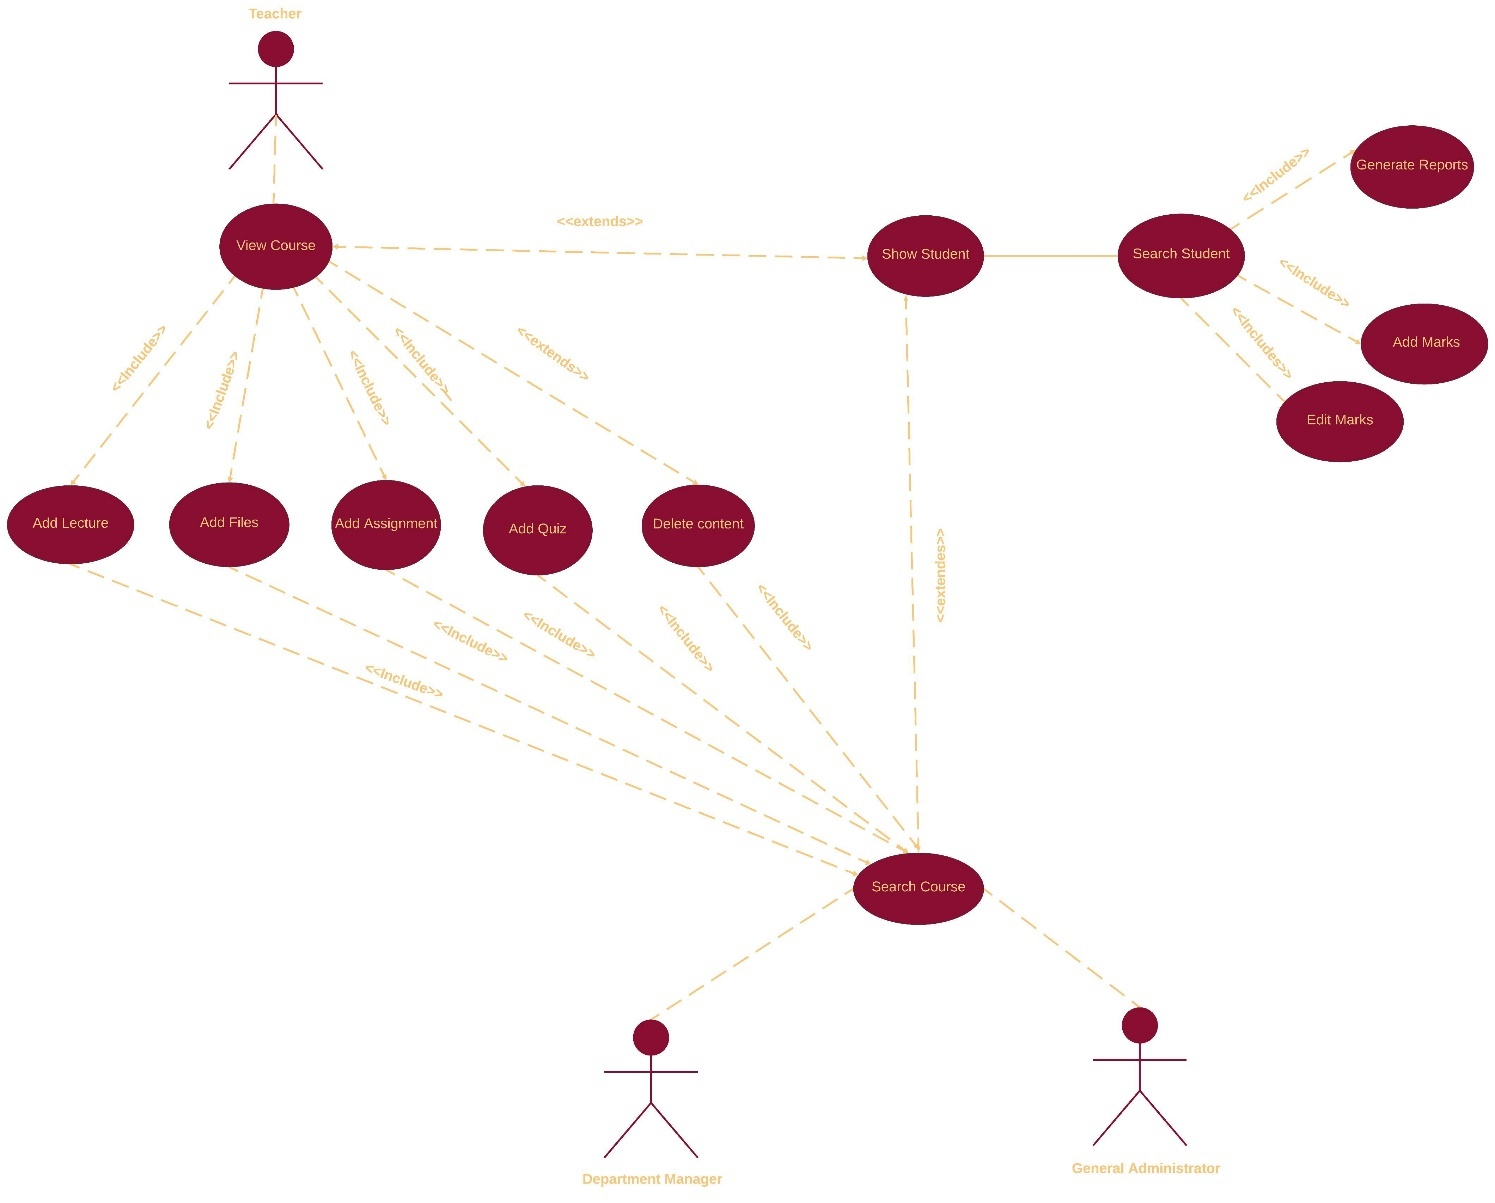 Teacher
Generate Reports
<<Include>>
<<extends>>
View Course
Show Student
Search Student
<<Include>>
<<Includes>>
Add Marks
Edit Marks
<<Include>>
<<Include>>
<<Include>>
<<Include>>
<<extends>>
Add Lecture
Add Files
Add Assignment
Add Quiz
Delete content
<<extendes>>
<<Include>>
<<Include>>
<<Include>>
<<Include>>
<<Include>>
Search Course
Department Manager
General Administrator